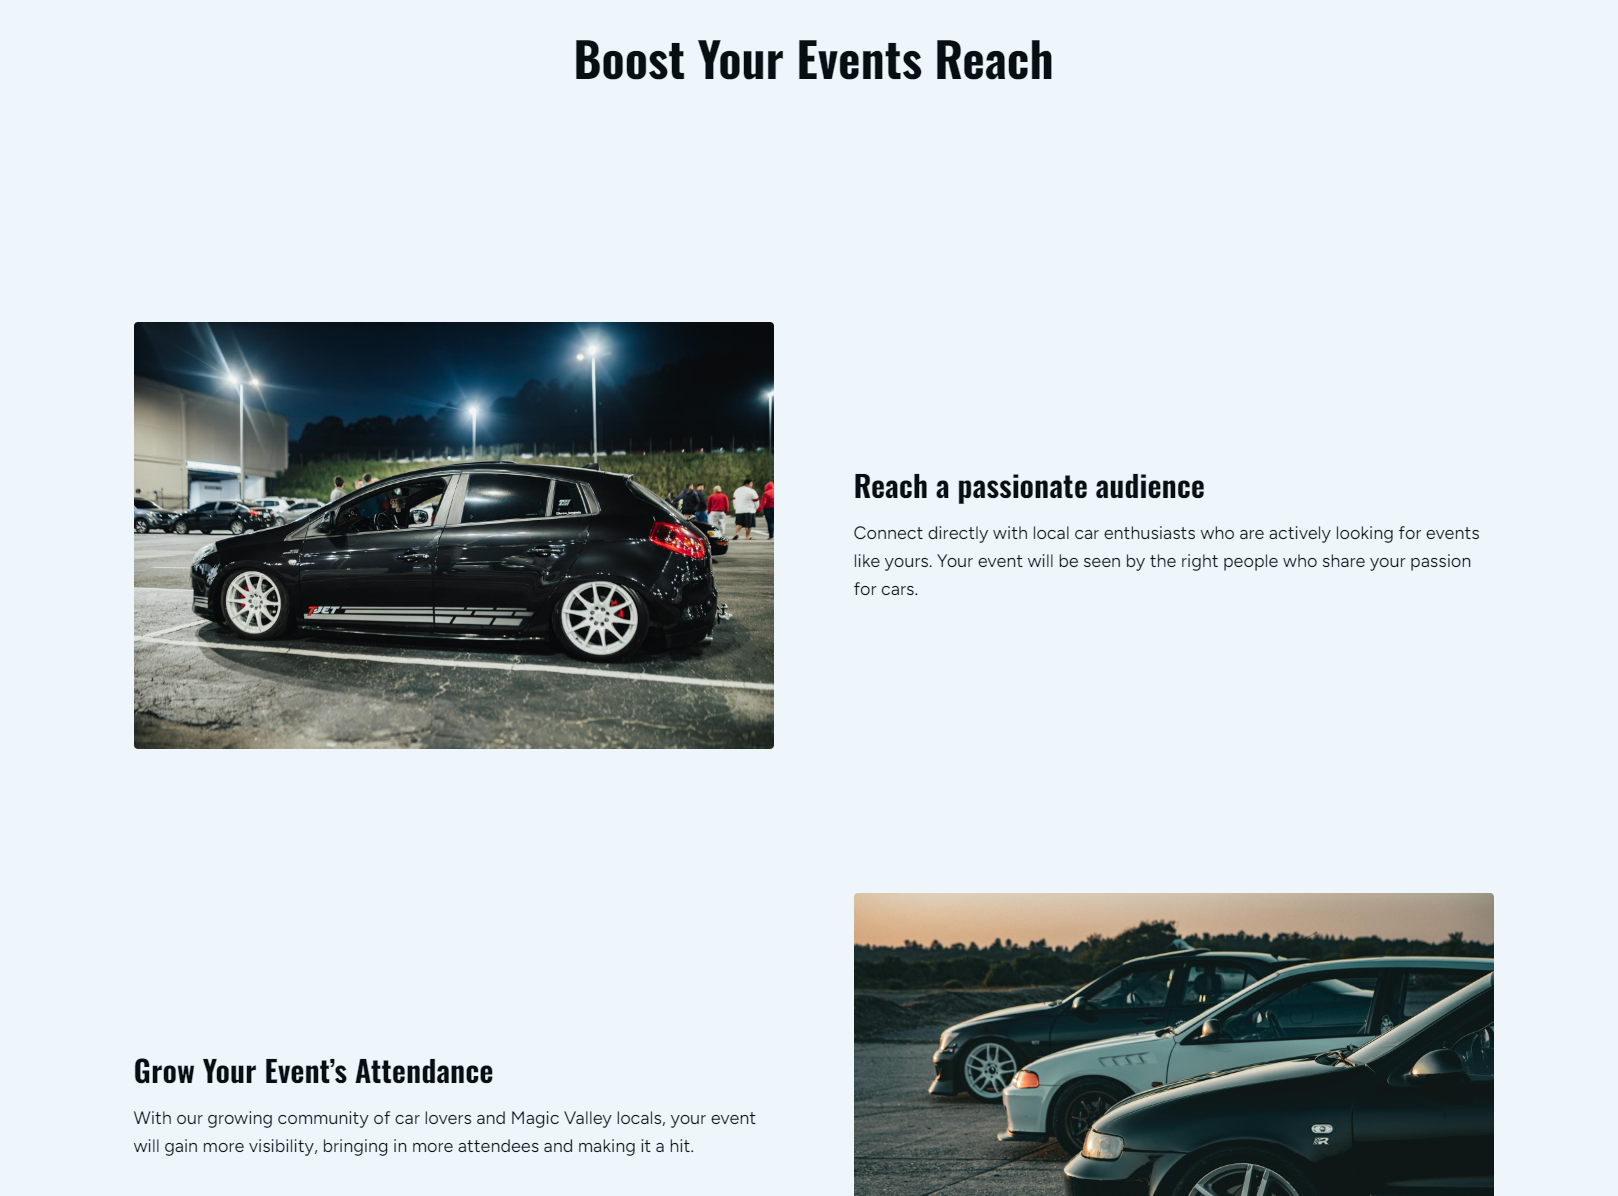 Boost Your Events Reach
TJET
Reach a passionate audience
Connect directly with local car enthusiasts who are actively looking for events
like yours. Your event will be seen by the right people who share your passion
for cars.
Grow Your Event’s Attendance
With our growing community of car lovers and Magic Valley locals, your event
will gain more visibility, bringing in more attendees and making it a hit.